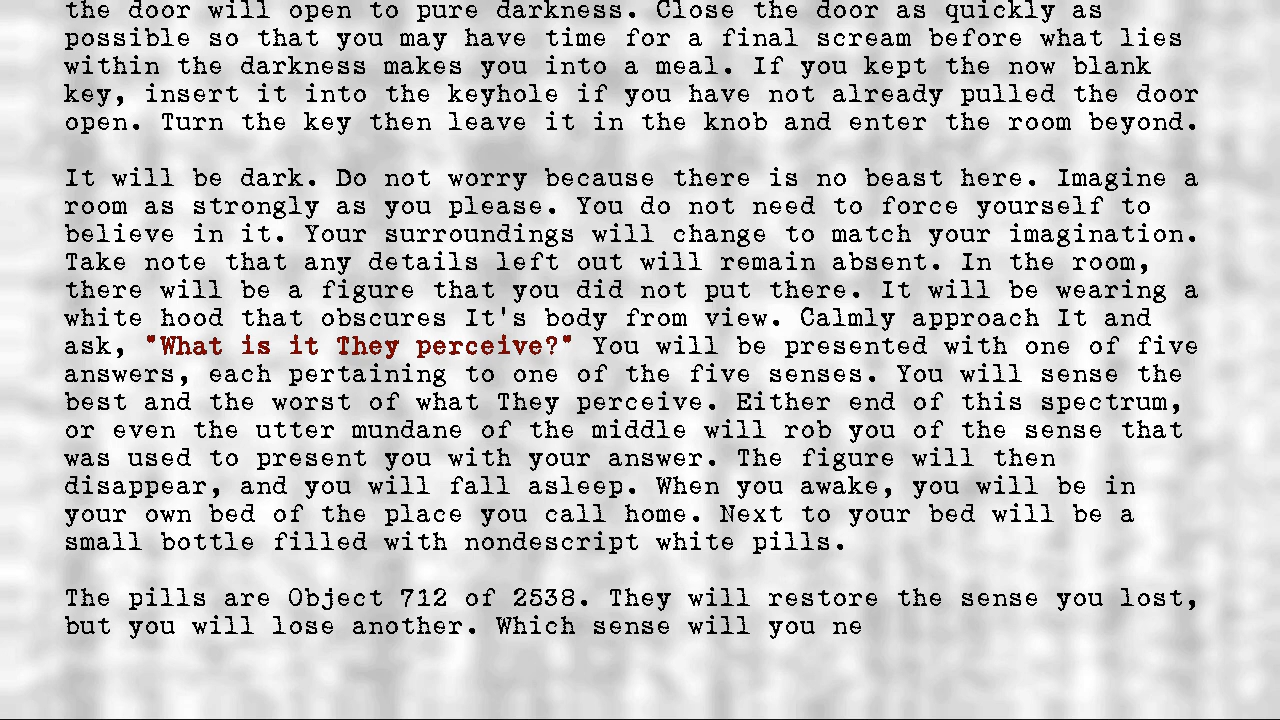 the door will open to pure darkness. Close the door as quickly as
possible so that you may have time for a final scream before what lies
within the darkness makes you into a meal. If you kept the now blank
key, insert it into the keyhole if you have not already pulled the door
open. Turn the key then leave it in the knob and enter the room beyond.
It will be dark. Do not worry because there is no beast here. Imagine a
room as strongly as you please. You do not need to force yourself to
believe in it. Your surroundings will change to match your imagination.
Take note that any details left out will remain absent. In the room,
there will be a figure that you did not put there. It will be wearing a
white hood that obscures It's body from view. Calmly approach It and
ask, "What is it They perceive?" You will be presented with one of five
answers, each pertaining to one of the five senses. You will sense the
best and the worst of what They perceive. Either end of this spectrum,
or even the utter mundane of the middle will rob you of the sense that
was used to present you with your answer. The figure will then
disappear, and you will fall asleep. When you awake, you will be in
your own bed of the place you call home. Next to your bed will be a
small bottle filled with nondescript white pills.
The pills are Object 712 of 2538. They will restore the sense you lost,
but you will lose another. Which sense will you ne